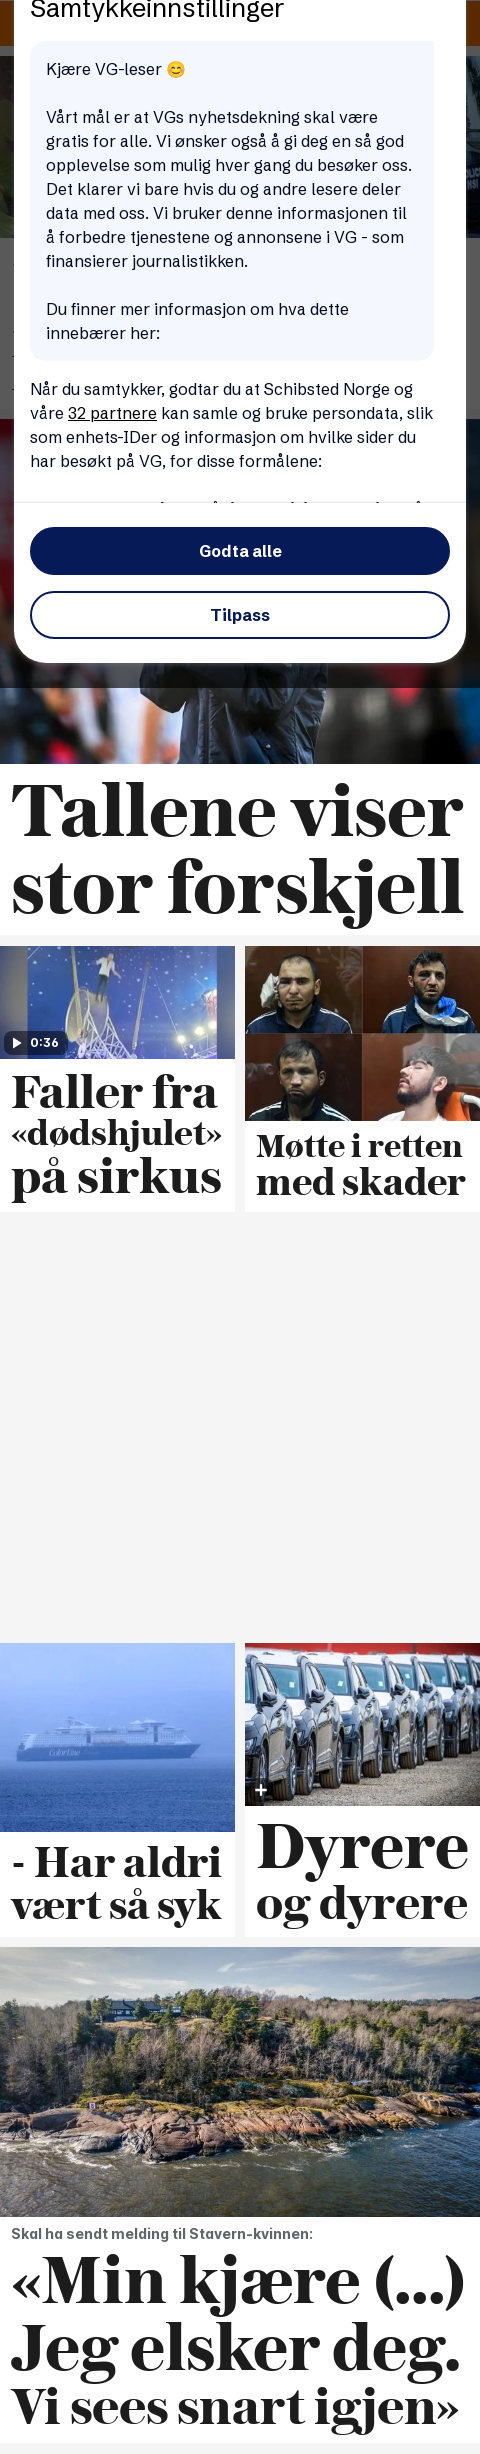 Samtykkeinnstillinger
Kjære VG-leser 😊
Vårt mål er at VGs nyhetsdekning skal være
gratis for alle. Vi ønsker også å gi deg en så god
opplevelse som mulig hver gang du besøker oss.
Det klarer vi bare hvis du og andre lesere deler
data med oss. Vi bruker denne informasjonen til
å forbedre tjenestene og annonsene i VG - som
finansierer journalistikken.
Du finner mer informasjon om hva dette
innebærer her:
Når du samtykker, godtar du at Schibsted Norge og
våre 32 partnere kan samle og bruke persondata, slik
som enhets-IDer og informasjon om hvilke sider du
har besøkt på VG, for disse formålene:
Godta alle
Tilpass
Tallene viser
stor forskjell
0:36
Faller fra
«dødshjulet»
på sirkus
Møtte i retten
med skader
Color Line
- Har aldri
vært så syk
Dyrere
og dyrere
Skal ha sendt melding til Stavern-kvinnen:
«Min kjære (...)
Jeg elsker deg.
Vi sees snart igjen»